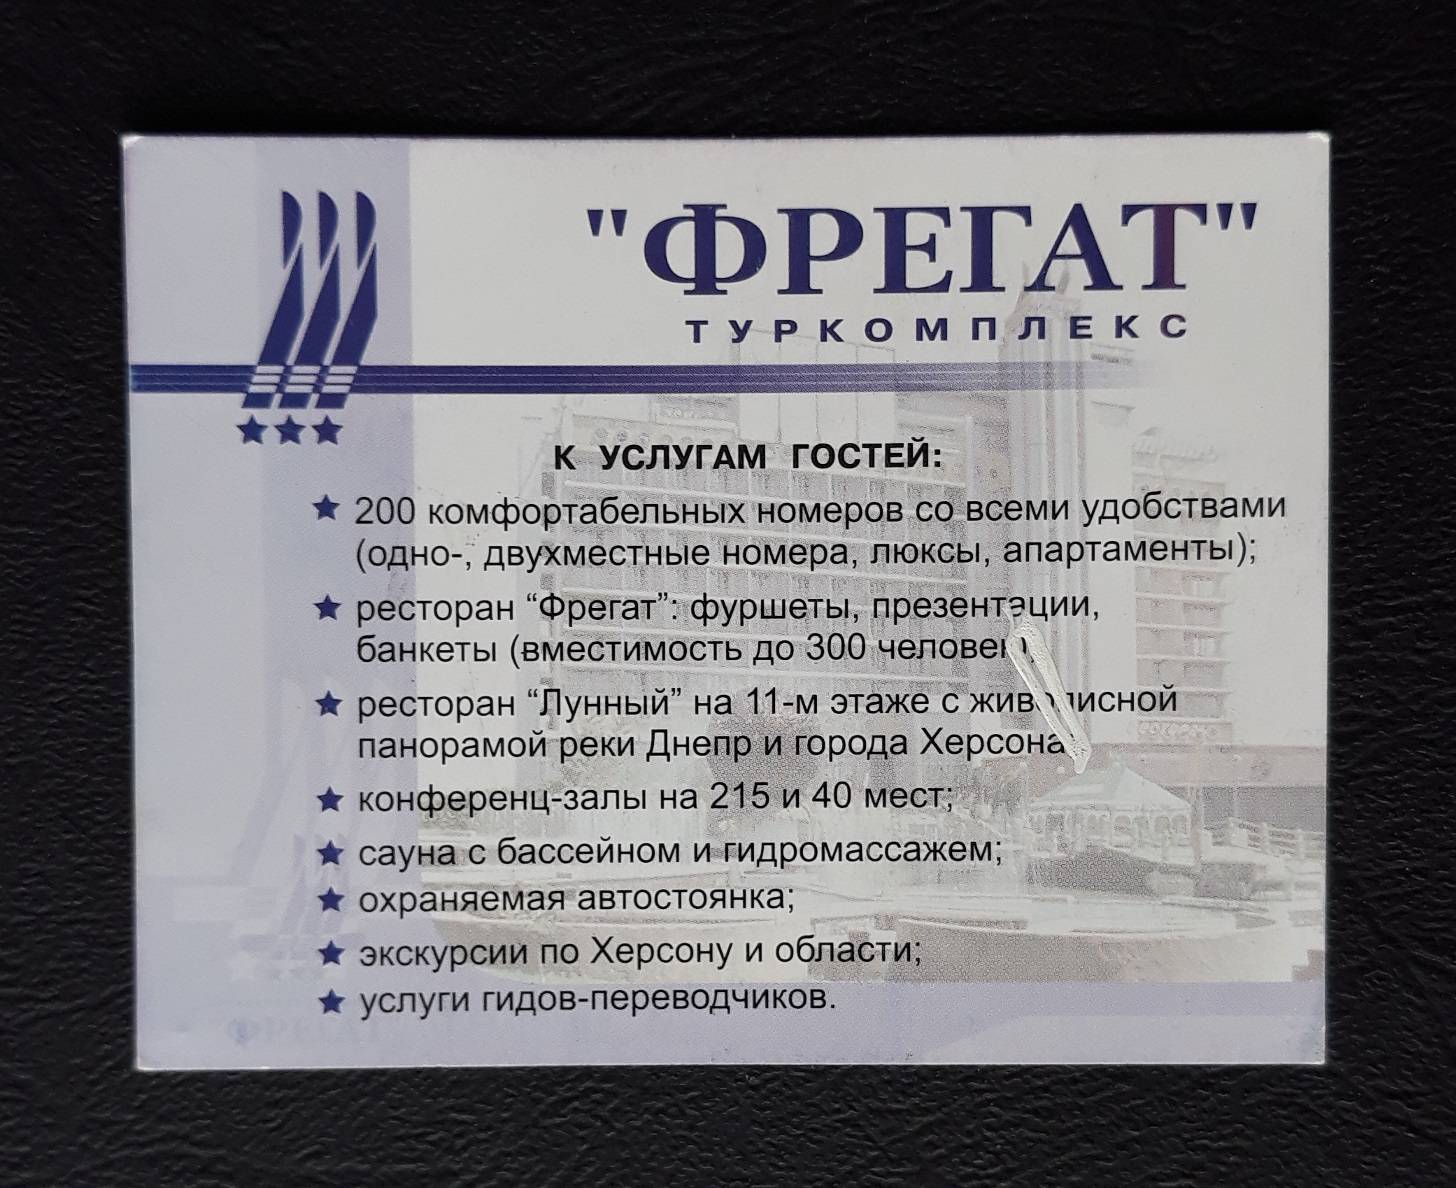 "ФРЕГАТ"
ТУРКОМПЛЕКС
К УСЛУГАМ ГОСТЕЙ:
200 комфортабельных номеров со всеми удобствами
(одно-, двухместные номера, люксы, апартаменты);
ресторан “Фрегат”: фуршеты, презентации,
банкеты (вместимость до 300 человек)
ресторан “Лунный” на 11-м этаже с живописной
панорамой реки Днепр и города Херсона
конференц-залы на 215 и 40 мест;
сауна с бассейном и гидромассажем;
охраняемая автостоянка;
экскурсии по Херсону и области;
услуги гидов-переводчиков.
ФРЕГАТ